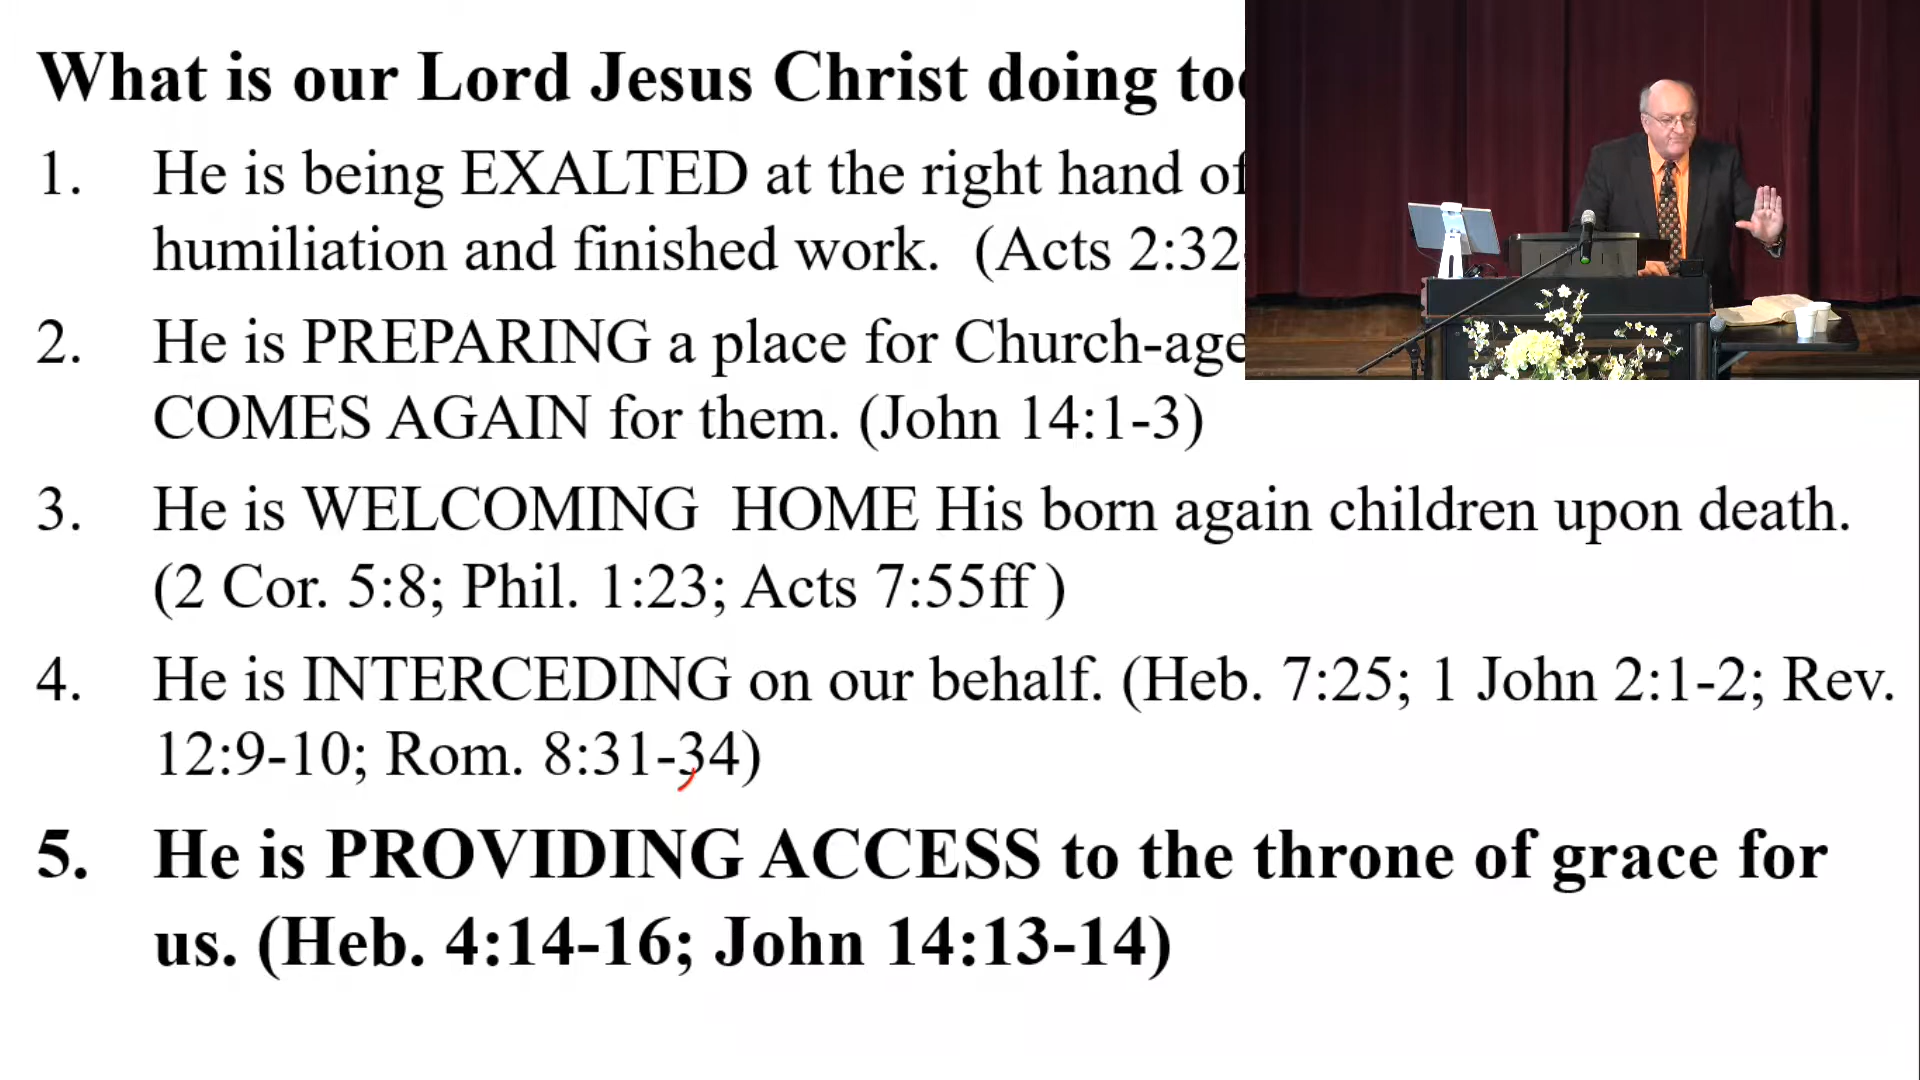 What is our Lord Jesus Christ doing
1. He is being EXALTED at the right hand of
humiliation and finished work. (Acts 2:32
2. He is PREPARING a place for Church-age
COMES AGAIN for them. (John 14:1-3)
3. He is WELCOMING HOME His born again children upon death.
(2 Cor. 5:8; Phil. 1:23; Acts 7:55ff )
4. He is INTERCEDING on our behalf. (Heb. 7:25; 1 John 2:1-2; Rev.
12:9-10; Rom. 8:31-34)
5. He is PROVIDING ACCESS to the throne of grace for
us. (Heb. 4:14-16; John 14:13-14)